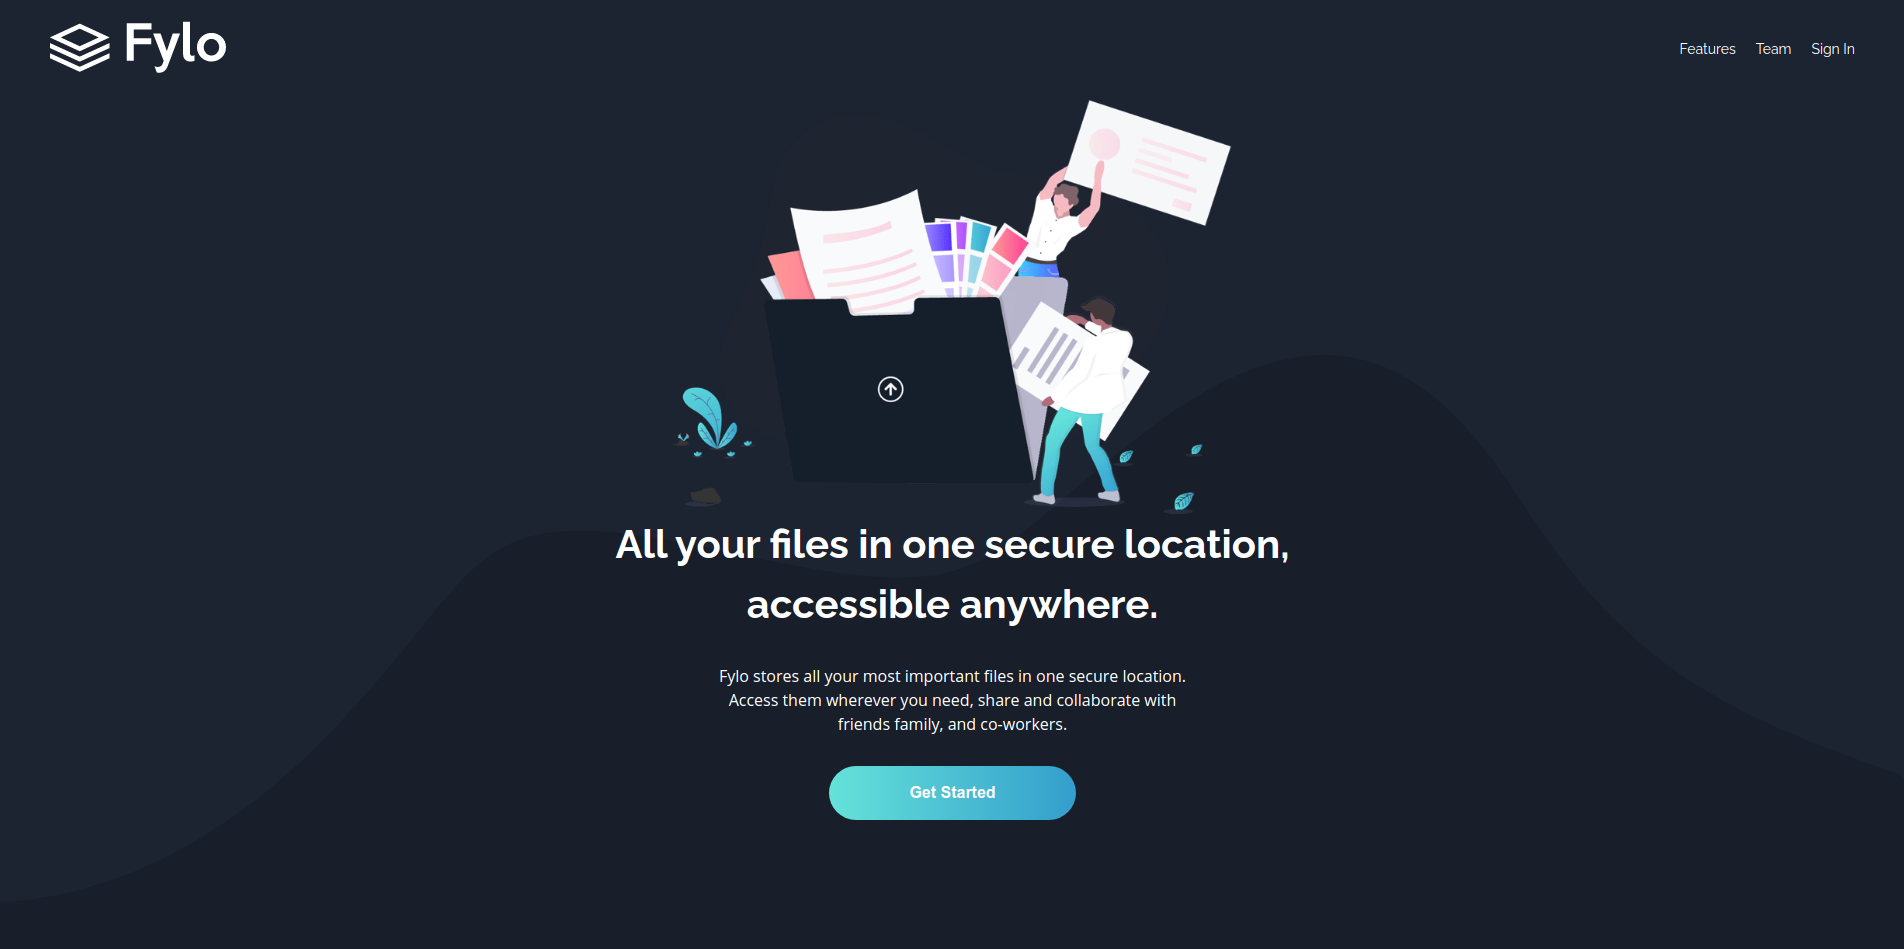 Fylo
Features Team Sign In
All your files in one secure location,
accessible anywhere.
Fylo stores all your most important files in one secure location.
Access them wherever you need, share and collaborate with
friends family, and co-workers.
Get Started